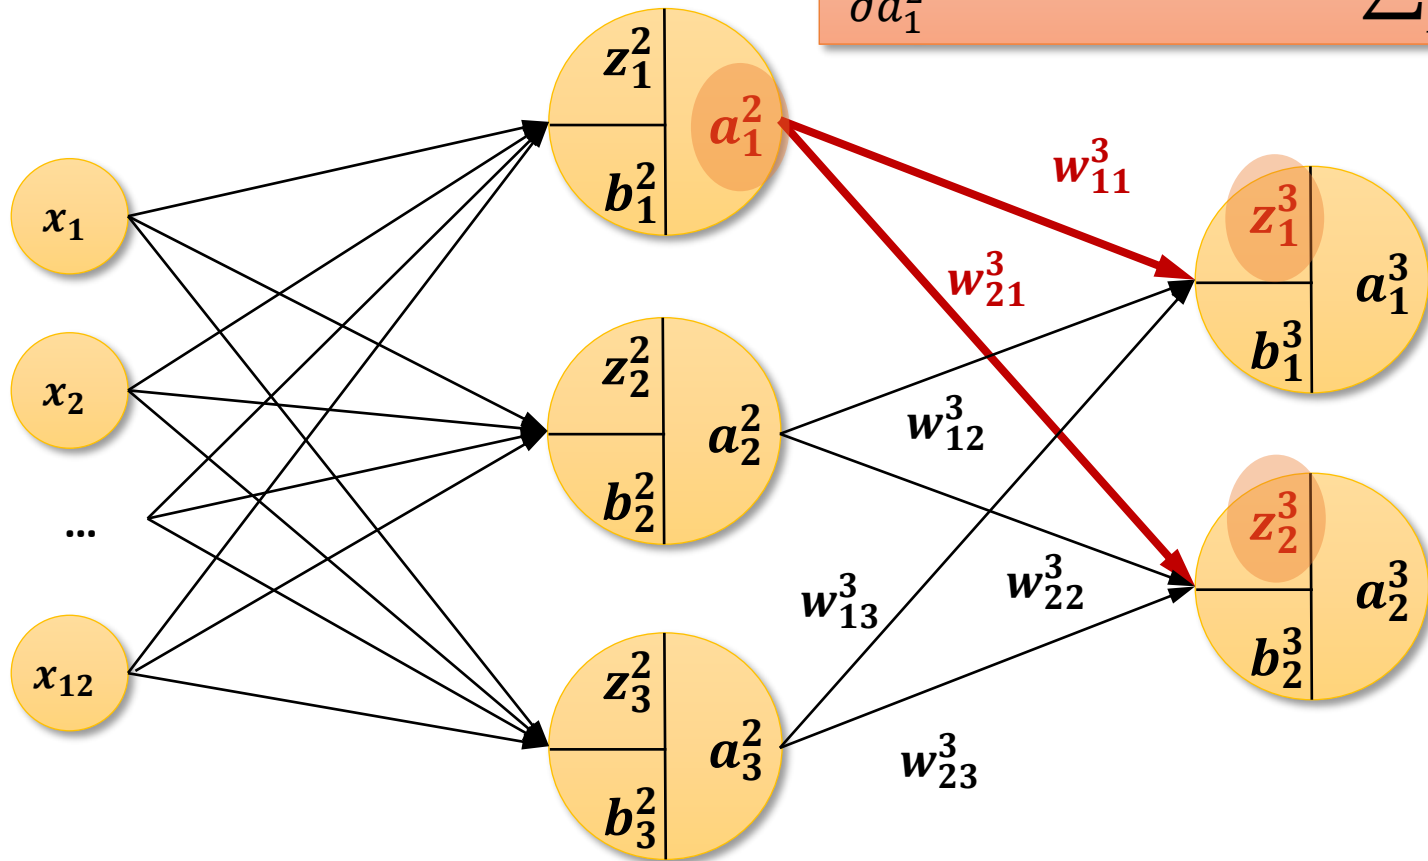 ∂a₁²
∑
z₁²
a₁²
b₁²
w₁₁³
x₁
z₁³
a₁³
b₁³
w₂₁³
z₂²
x₂
a₂²
w₁₂³
b₂²
z₂³
...
w₂₂³
a₂³
w₁₃³
b₂³
z₃²
x₁₂
a₃²
w₂₃³
b₃²